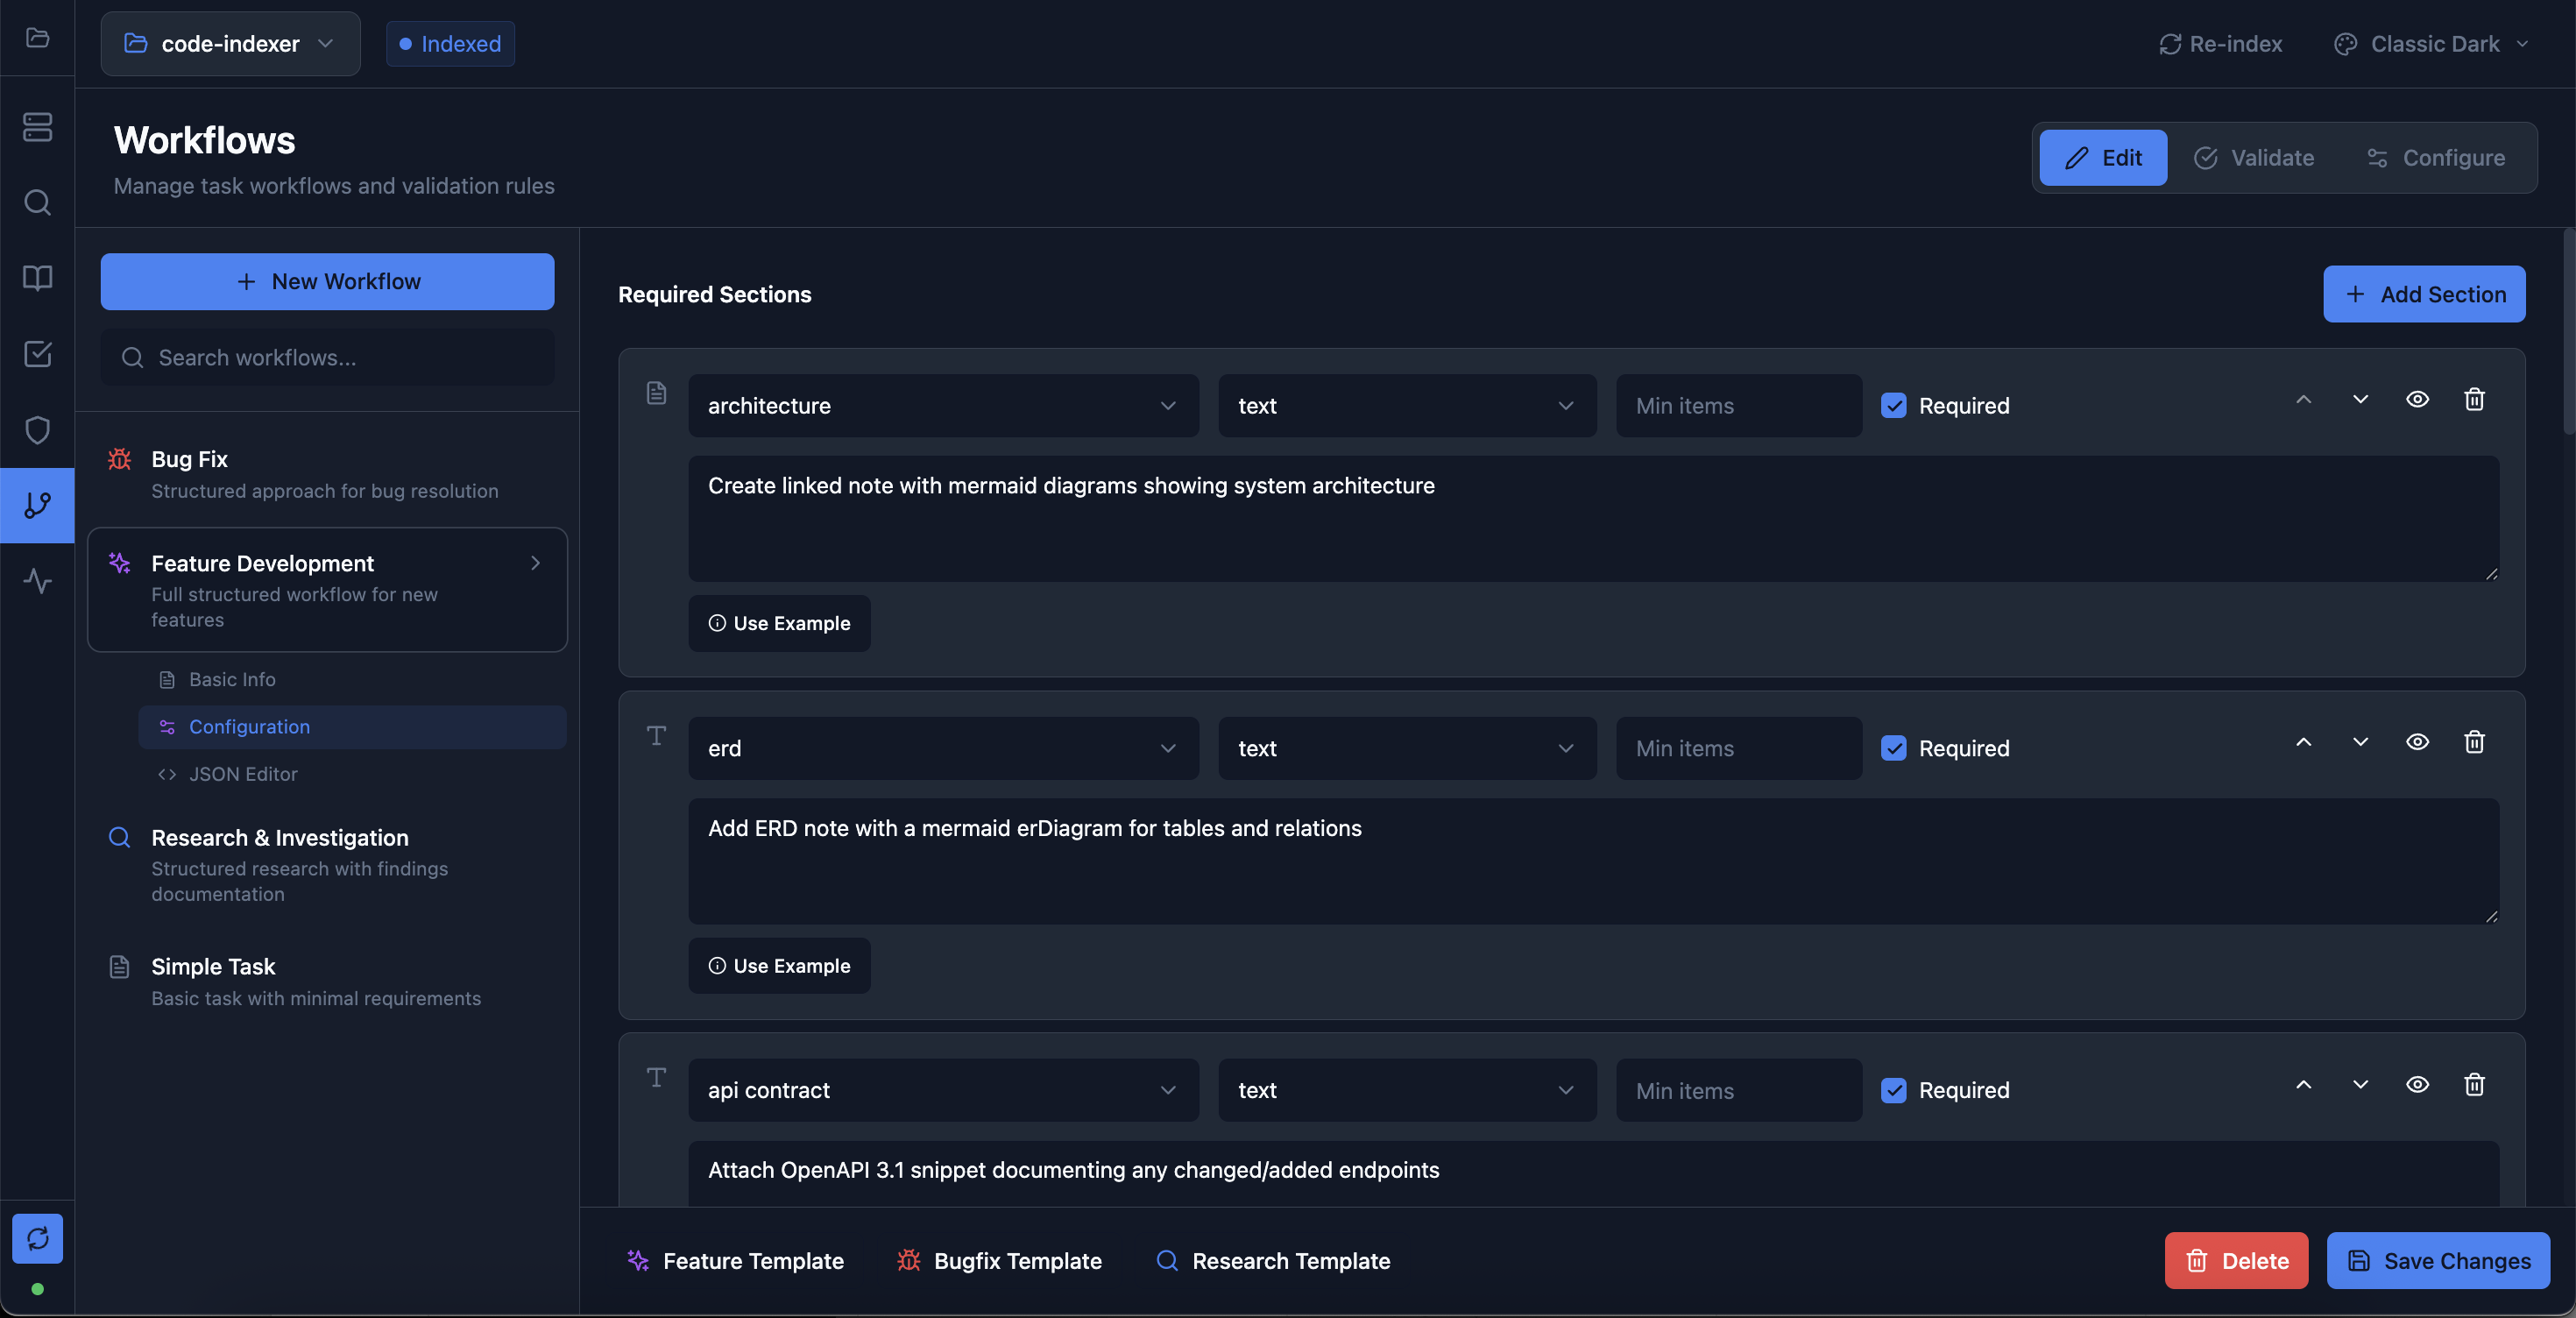 code-indexer
Indexed
Re-index
Classic Dark
Workflows
Manage task workflows and validation rules
Edit
Validate
Configure
New Workflow
Search workflows...
Bug Fix
Structured approach for bug resolution
Feature Development
Full structured workflow for new
features
Basic Info
Configuration
JSON Editor
Research & Investigation
Structured research with findings
documentation
Simple Task
Basic task with minimal requirements
Required Sections
Add Section
architecture
text
Min items
Required
Create linked note with mermaid diagrams showing system architecture
Use Example
erd
text
Min items
Required
Add ERD note with a mermaid erDiagram for tables and relations
Use Example
api contract
text
Min items
Required
Attach OpenAPI 3.1 snippet documenting any changed/added endpoints
Feature Template
Bugfix Template
Research Template
Delete
Save Changes